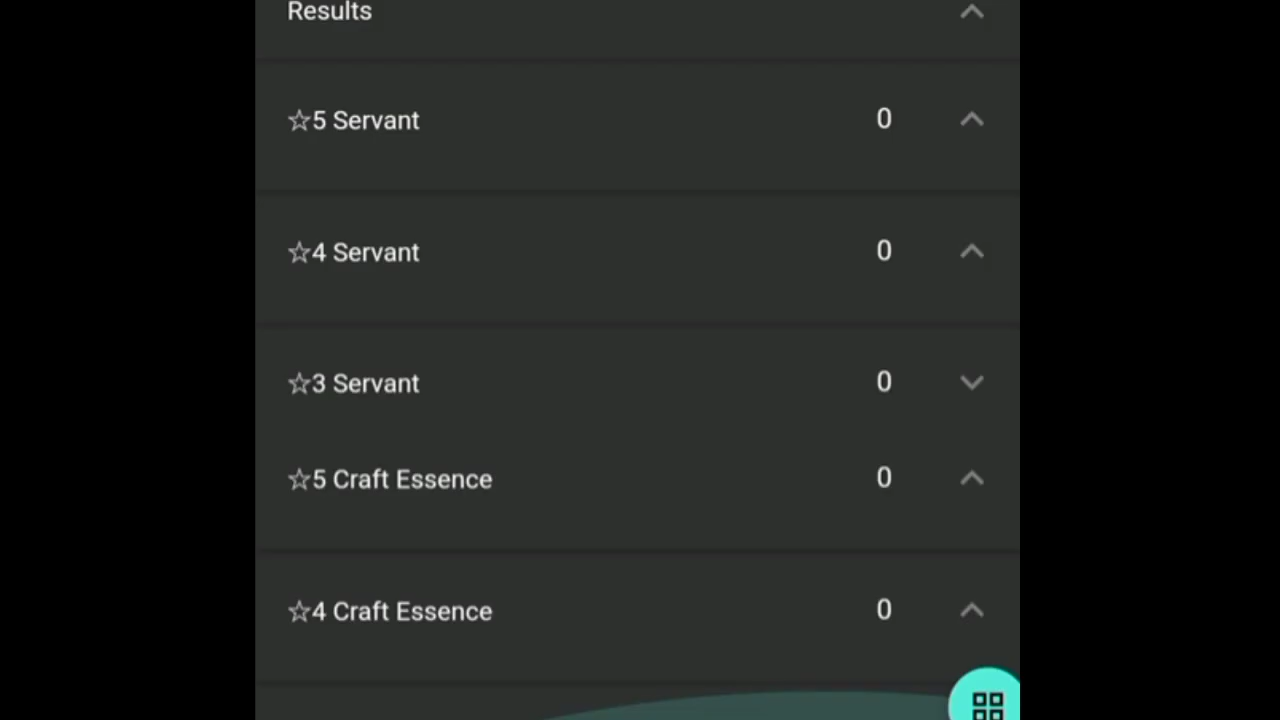 Results
☆5 Servant 0
☆4 Servant 0
☆3 Servant 0
☆5 Craft Essence 0
☆4 Craft Essence 0